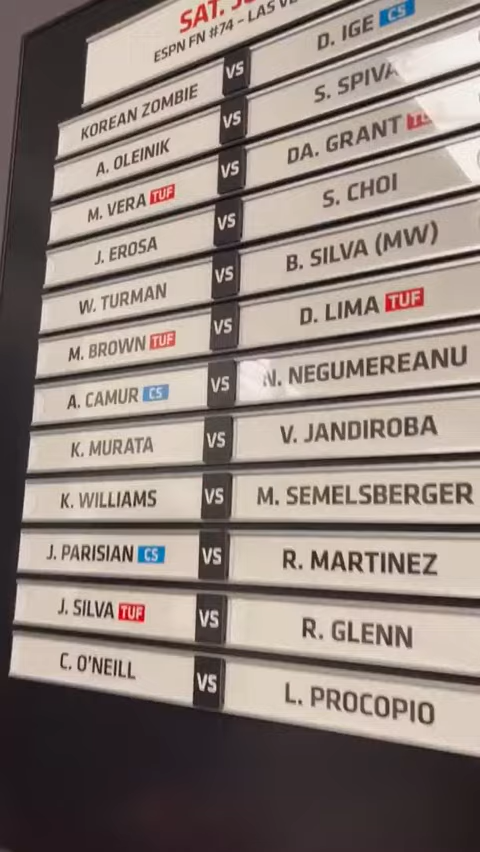 SAT.
ESPN FN #74 - LAS
KOREAN ZOMBIE VS D. IGE CS
A. OLEINIK VS S. SPIVA
M. VERA TUF VS DA. GRANT
J. EROSA VS S. CHOI
W. TURMAN VS B. SILVA (MW)
M. BROWN TUF VS D. LIMA TUF
A. CAMUR CS VS N. NEGUMEREANU
K. MURATA VS V. JANDIROBA
K. WILLIAMS VS M. SEMELSBERGER
J. PARISIAN CS VS R. MARTINEZ
J. SILVA TUF VS R. GLENN
C. O'NEILL VS L. PROCOPIO